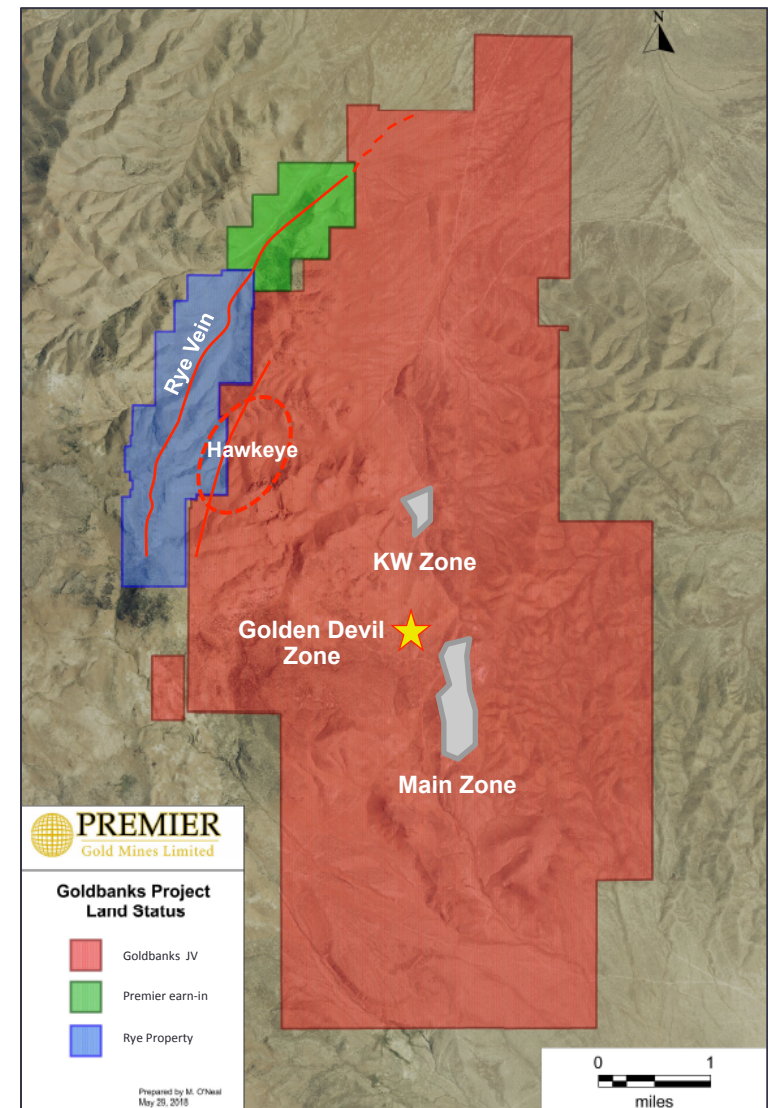 N
Rye Vein
Hawkeye
KW Zone
Golden Devil
Zone
Main Zone
PREMIER
Gold Mines Limited
Goldbanks Project
Land Status
Goldbanks JV
Premier earn-in
Rye Property
Prepared by M. O'Neal
May 29, 2018
0 1
miles